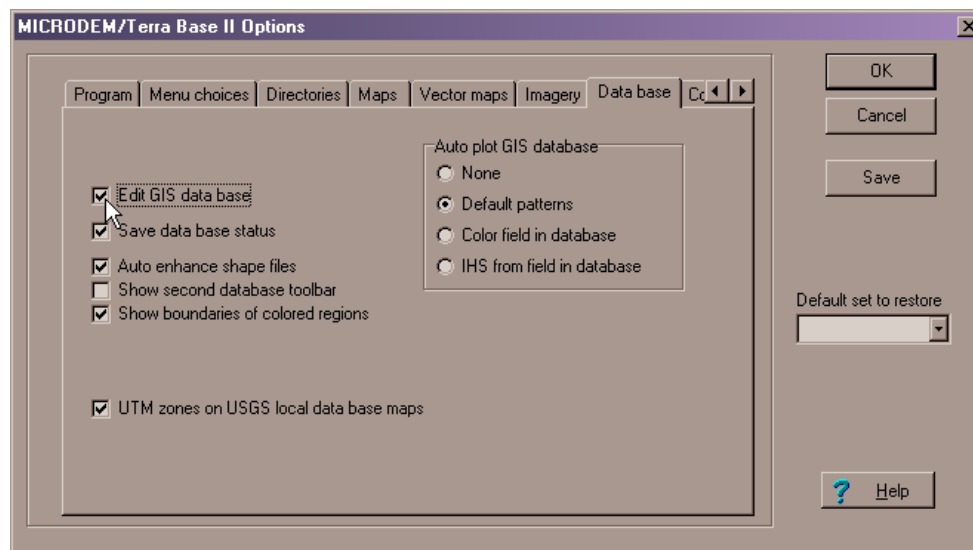 MICRODEM/Terra Base II Options
Program
Menu choices
Directories
Maps
Vector maps
Imagery
Data base
Edit GIS data base
Save data base status
Auto enhance shape files
Show second database toolbar
Show boundaries of colored regions
UTM zones on USGS local data base maps
Auto plot GIS database
None
Default patterns
Color field in database
IHS from field in database
OK
Cancel
Save
Default set to restore
? Help